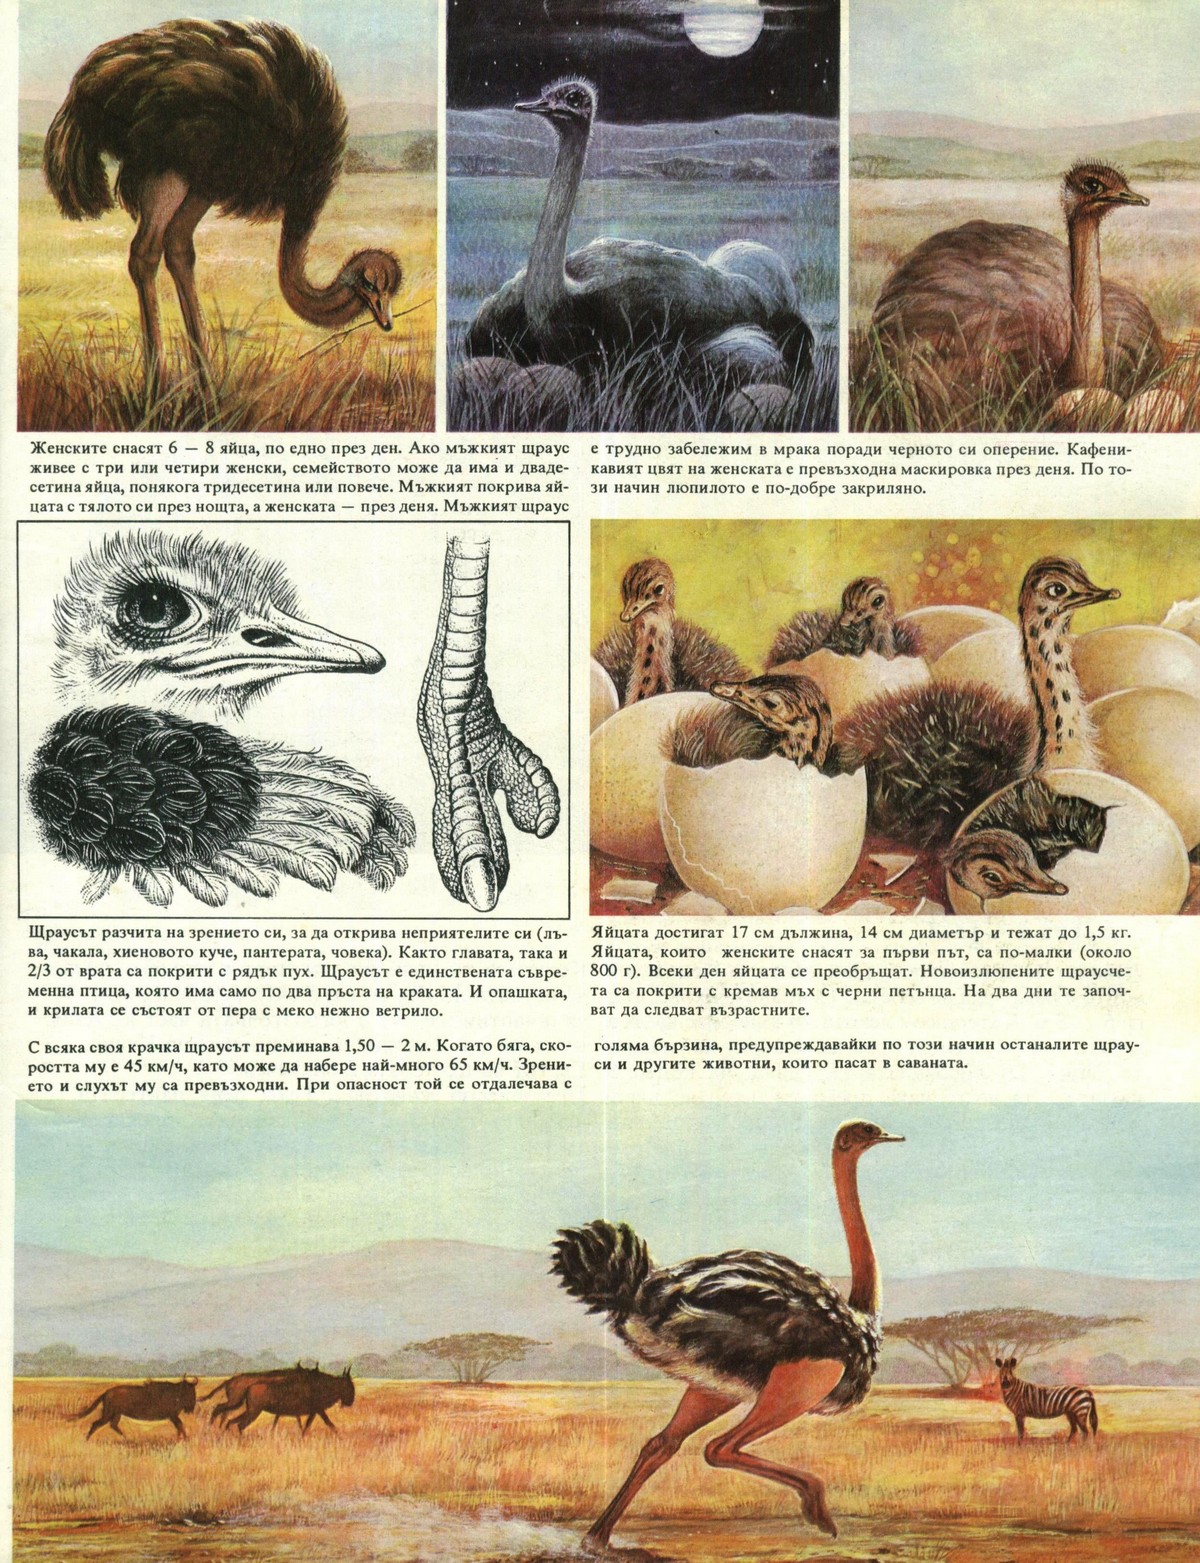 Женските снасят 6 — 8 яйца, по едно през ден. Ако мъжкият щраус
живее с три или четири женски, семейството може да има и дваде-
сетина яйца, понякога тридесетина или повече. Мъжкият покрива яй-
цата с тялото си през нощта, а женската — през деня. Мъжкият щраус
е трудно забележим в мрака поради черното си оперение. Кафени-
кавият цвят на женската е превъзходна маскировка през деня. По то-
зи начин люпилото е по-добре закриляно.
Щраусът разчита на зрението си, за да открива неприятелите си (лъ-
ва, чакала, хиеновото куче, пантерата, човека). Както главата, така и
2/3 от врата са покрити с рядък пух. Щраусът е единствената съвре-
менна птица, която има само по два пръста на краката. И опашката,
и крилата се състоят от пера с меко нежно ветрило.
Яйцата достигат 17 см дължина, 14 см диаметър и тежат до 1,5 кг.
Яйцата, които женските снасят за първи път, са по-малки (около
800 г). Всеки ден яйцата се преобръщат. Новоизлюпените щраусче-
та са покрити с кремав мъх с черни петънца. На два дни те започ-
ват да следват възрастните.
С всяка своя крачка щраусът преминава 1,50 — 2 м. Когато бяга, ско-
ростта му е 45 км/ч, като може да набере най-много 65 км/ч. Зрени-
ето и слухът му са превъзходни. При опасност той се отдалечава с
голяма бързина, предупреждавайки по този начин останалите щрау-
си и другите животни, които пасат в саваната.